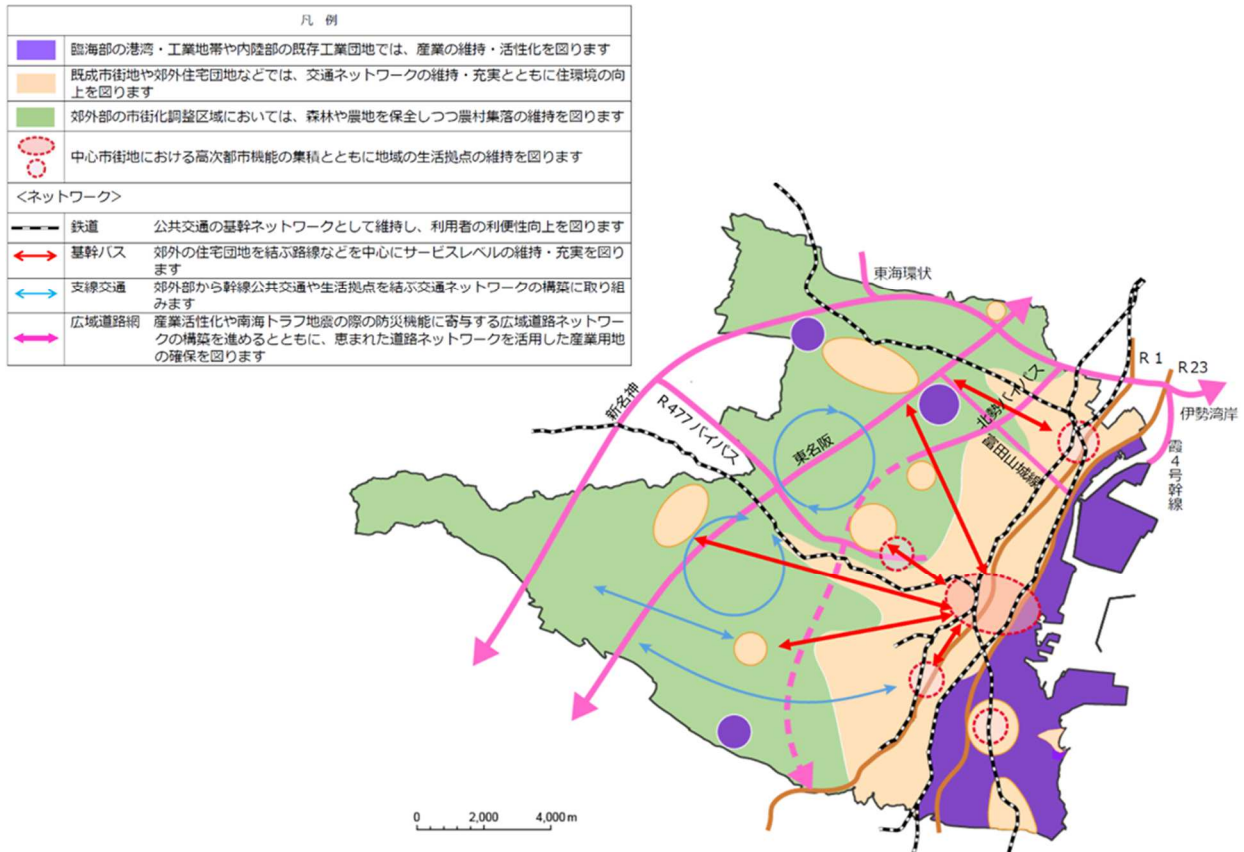 凡 例
臨海部の港湾・工業地帯や内陸部の既存工業団地では、産業の維持・活性化を図ります
既成市街地や郊外住宅団地などでは、交通ネットワークの維持・充実とともに住環境の向
上を図ります
郊外部の市街化調整区域においては、森林や農地を保全しつつ農村集落の維持を図ります
中心市街地における高次都市機能の集積とともに地域の生活拠点の維持を図ります
<ネットワーク>
鉄道 公共交通の基幹ネットワークとして維持し、利用者の利便性向上を図ります
基幹バス 郊外の住宅団地を結ぶ路線などを中心にサービスレベルの維持・充実を図り
ます
支線交通 郊外部から幹線公共交通や生活拠点を結ぶ交通ネットワークの構築に取り組
みます
広域道路網 産業活性化や南海トラフ地震の際の防災機能に寄与する広域道路ネットワー
クの構築を進めるとともに、恵まれた道路ネットワークを活用した産業用地
の確保を図ります
東海環状
R 1
R 23
伊勢湾岸
新名神
R 477 バイパス
東名阪
北勢バイパス
富田山城線
霞4号幹線
0 2,000 4,000 m